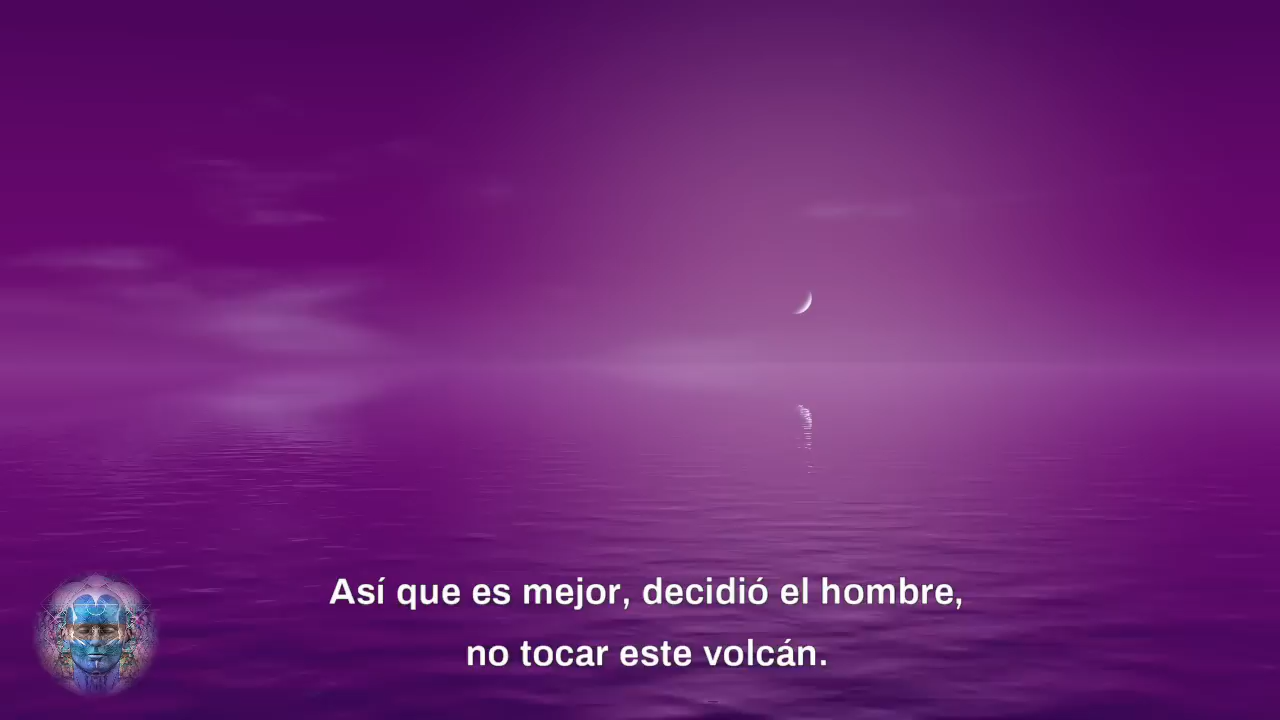 Así que es mejor, decidió el hombre,
no tocar este volcán.